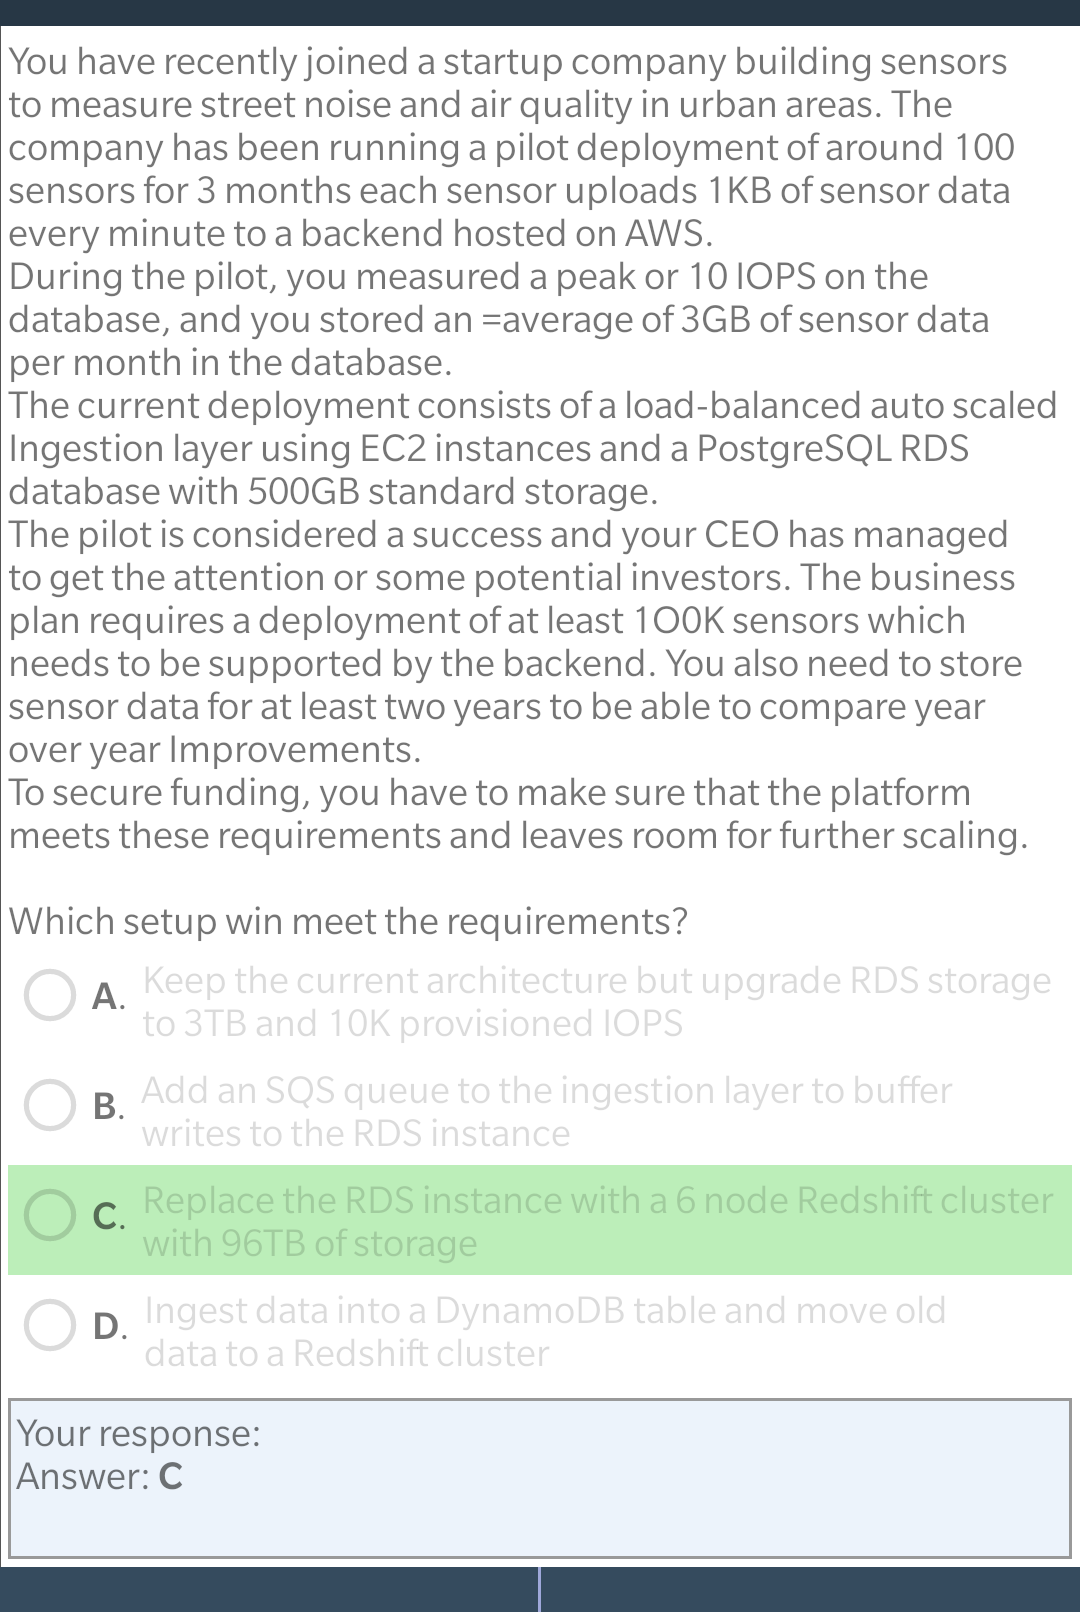 You have recently joined a startup company building sensors
to measure street noise and air quality in urban areas. The
company has been running a pilot deployment of around 100
sensors for 3 months each sensor uploads 1KB of sensor data
every minute to a backend hosted on AWS.
During the pilot, you measured a peak or 10 IOPS on the
database, and you stored an =average of 3GB of sensor data
per month in the database.
The current deployment consists of a load-balanced auto scaled
Ingestion layer using EC2 instances and a PostgreSQL RDS
database with 500GB standard storage.
The pilot is considered a success and your CEO has managed
to get the attention or some potential investors. The business
plan requires a deployment of at least 1O0K sensors which
needs to be supported by the backend. You also need to store
sensor data for at least two years to be able to compare year
over year Improvements.
To secure funding, you have to make sure that the platform
meets these requirements and leaves room for further scaling.
Which setup win meet the requirements?
A. Keep the current architecture but upgrade RDS storage
to 3TB and 10K provisioned IOPS
B. Add an SQS queue to the ingestion layer to buffer
writes to the RDS instance
C. Replace the RDS instance with a 6 node Redshift cluster
with 96TB of storage
D. Ingest data into a DynamoDB table and move old
data to a Redshift cluster
Your response:
Answer: C